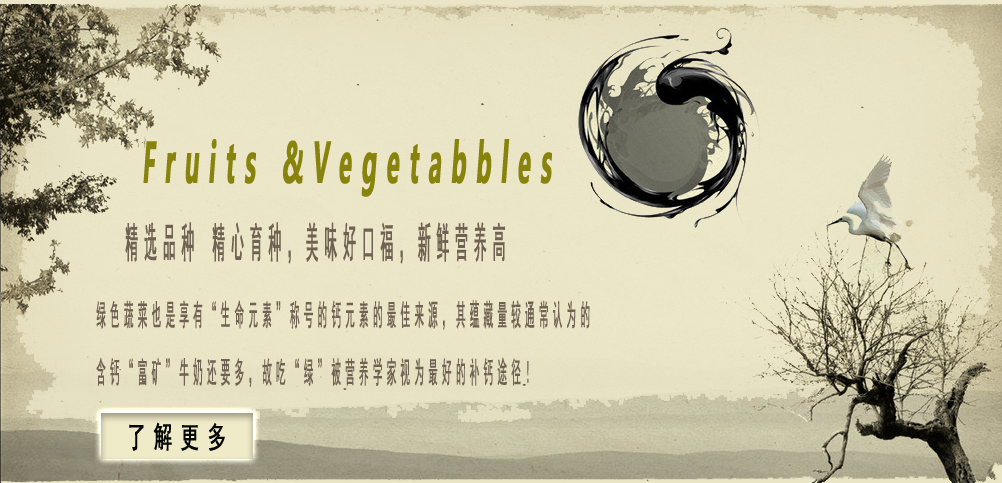 Fruits &Vegetabbles
精选品种 精心育种，美味好口福，新鲜营养高
绿色蔬菜也是享有“生命元素”称号的钙元素的最佳来源，其蕴藏量较通常认为的
含钙“富矿”牛奶还要多，故吃“绿”被营养学家视为最好的补钙途径！
了解更多